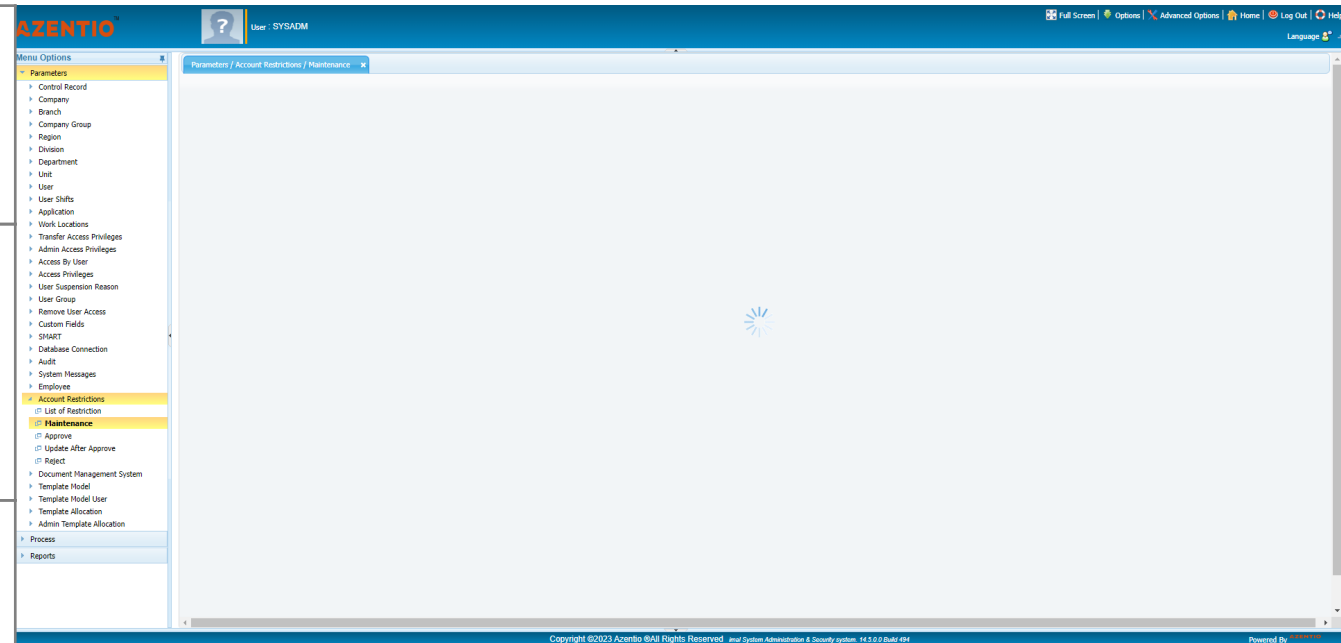 AZENTIO™
?
User : SYSADM
Full Screen | Options | Advanced Options | Home | Log Out | Help
Language
Menu Options
Parameters / Account Restrictions / Maintenance
Parameters
Control Record
Company
Branch
Company Group
Region
Division
Department
Unit
User
User Shifts
Application
Work Locations
Transfer Access Privileges
Admin Access Privileges
Access By User
Access Privileges
User Suspension Reason
User Group
Remove User Access
Custom Fields
SMART
Database Connection
Audit
System Messages
Employee
Account Restrictions
List of Restriction
Maintenance
Approve
Update After Approve
Reject
Document Management System
Template Model
Template Model User
Template Allocation
Admin Template Allocation
Process
Reports
Copyright ©2023 Azentio ®All Rights Reserved imal System Administration & Security system. 14.5.0.0 Build 494
Powered By AZENTIO